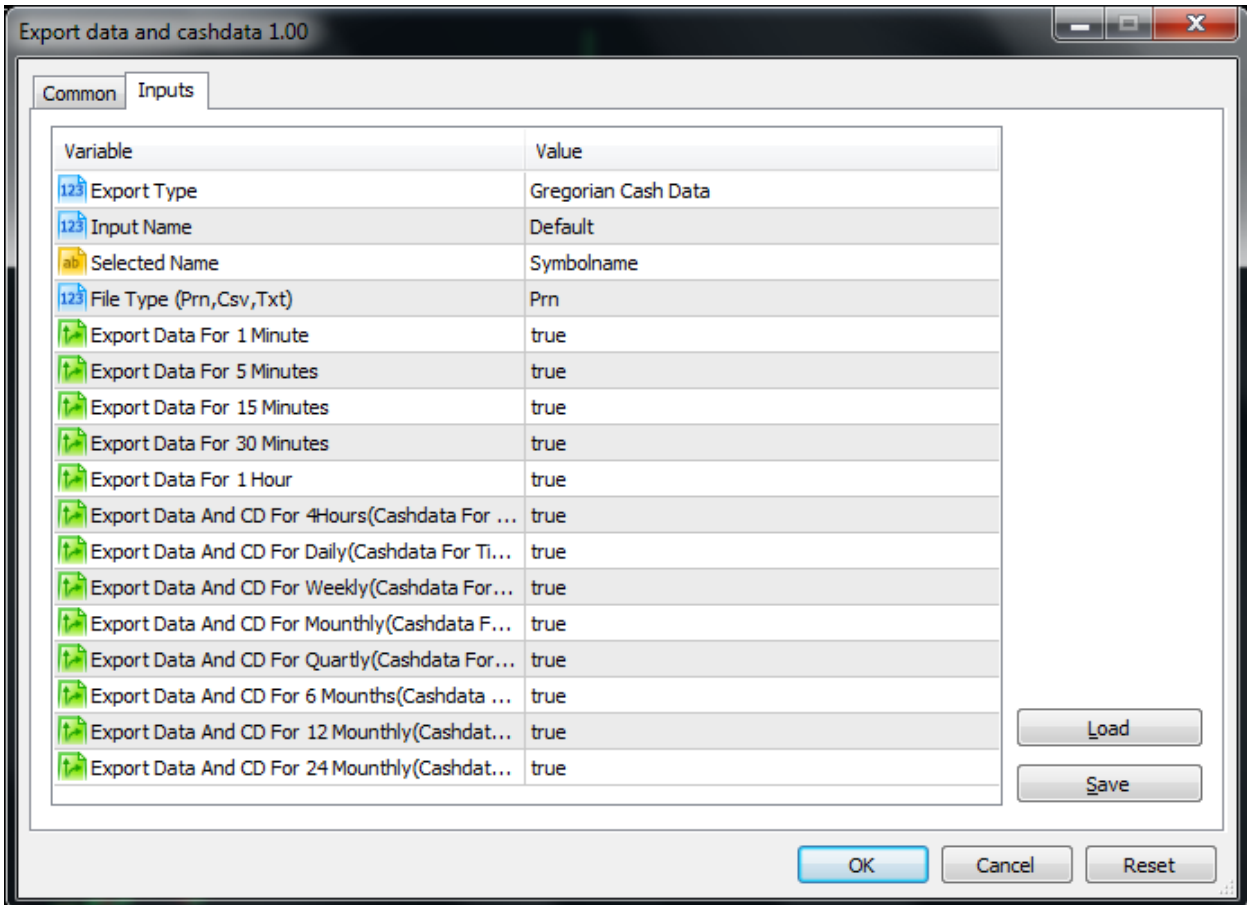 Export data and cashdata 1.00
Common Inputs
Variable Value
123 Export Type Gregorian Cash Data
123 Input Name Default
ab Selected Name Symbolname
123 File Type (Prn,Csv,Txt) Prn
Export Data For 1 Minute true
Export Data For 5 Minutes true
Export Data For 15 Minutes true
Export Data For 30 Minutes true
Export Data For 1 Hour true
Export Data And CD For 4Hours(Cashdata For ... true
Export Data And CD For Daily(Cashdata For Ti... true
Export Data And CD For Weekly(Cashdata For... true
Export Data And CD For Mounthly(Cashdata F... true
Export Data And CD For Quartly(Cashdata For... true
Export Data And CD For 6 Mounths(Cashdata ... true
Export Data And CD For 12 Mounthly(Cashdat... true
Export Data And CD For 24 Mounthly(Cashdat... true
Load
Save
OK Cancel Reset